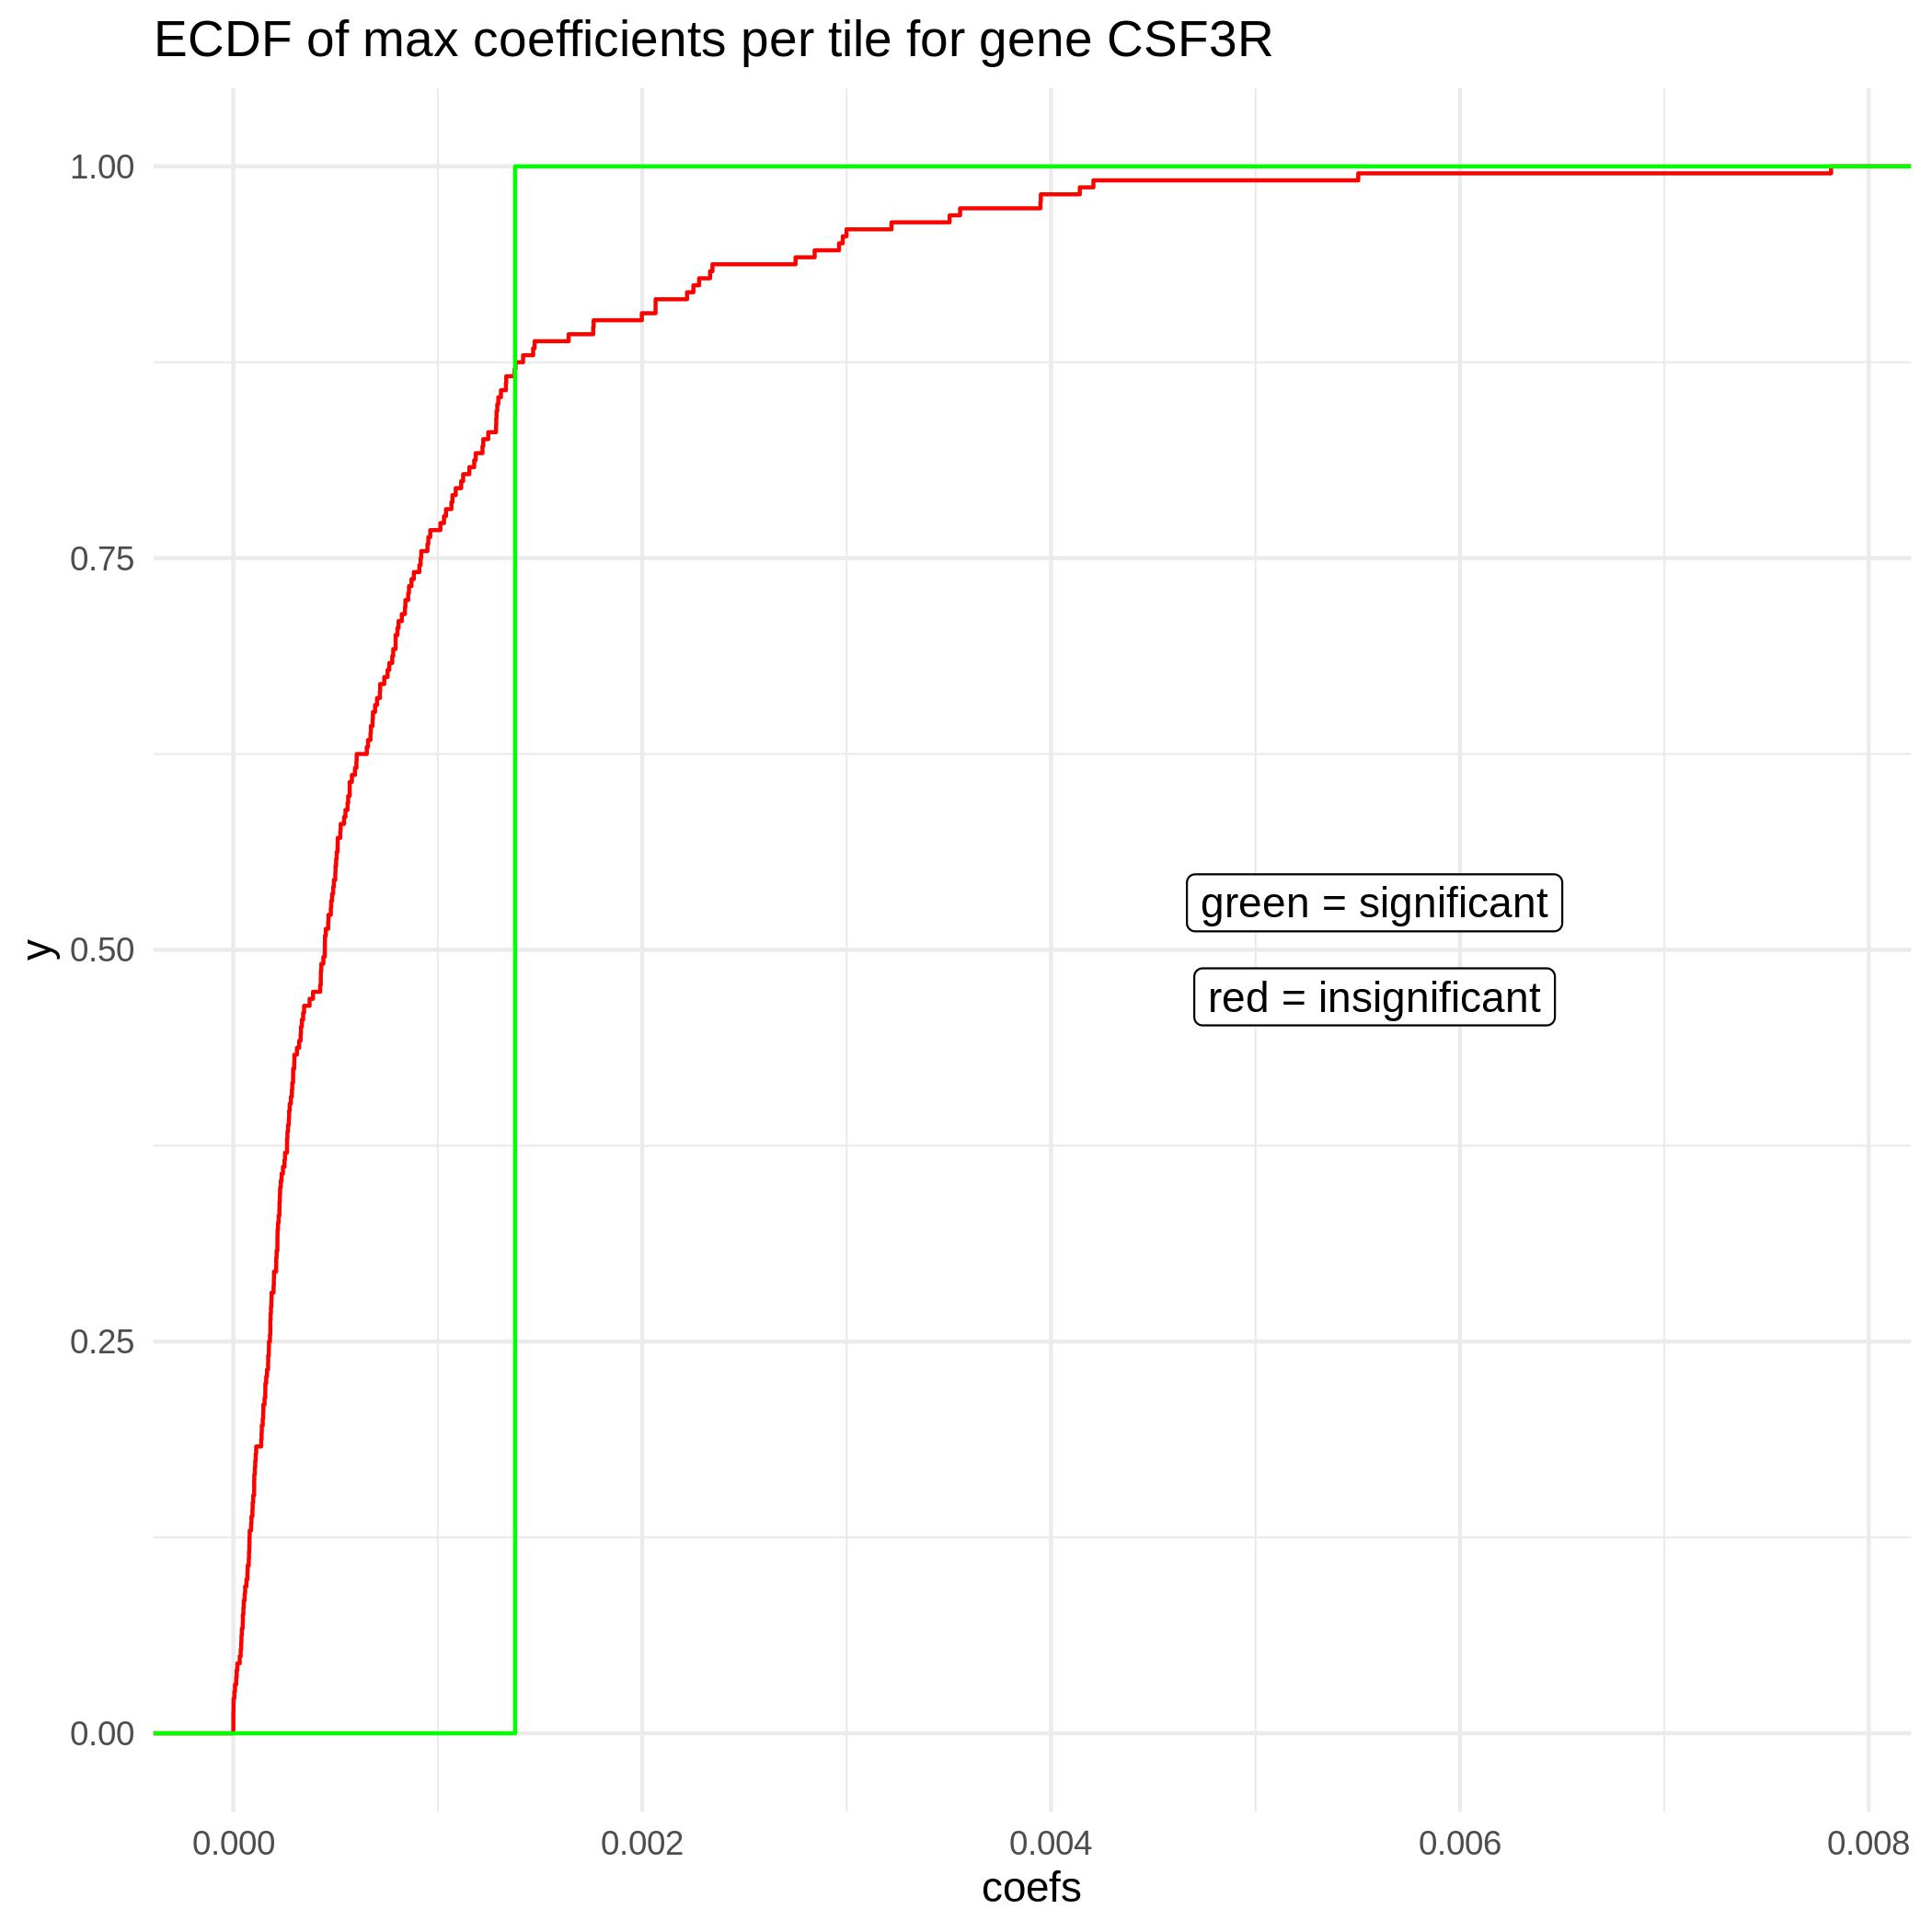 ECDF of max coefficients per tile for gene CSF3R
1.00
0.75
0.50
0.25
0.00
y
green = significant
red = insignificant
0.000 0.002 0.004 0.006 0.008
coefs